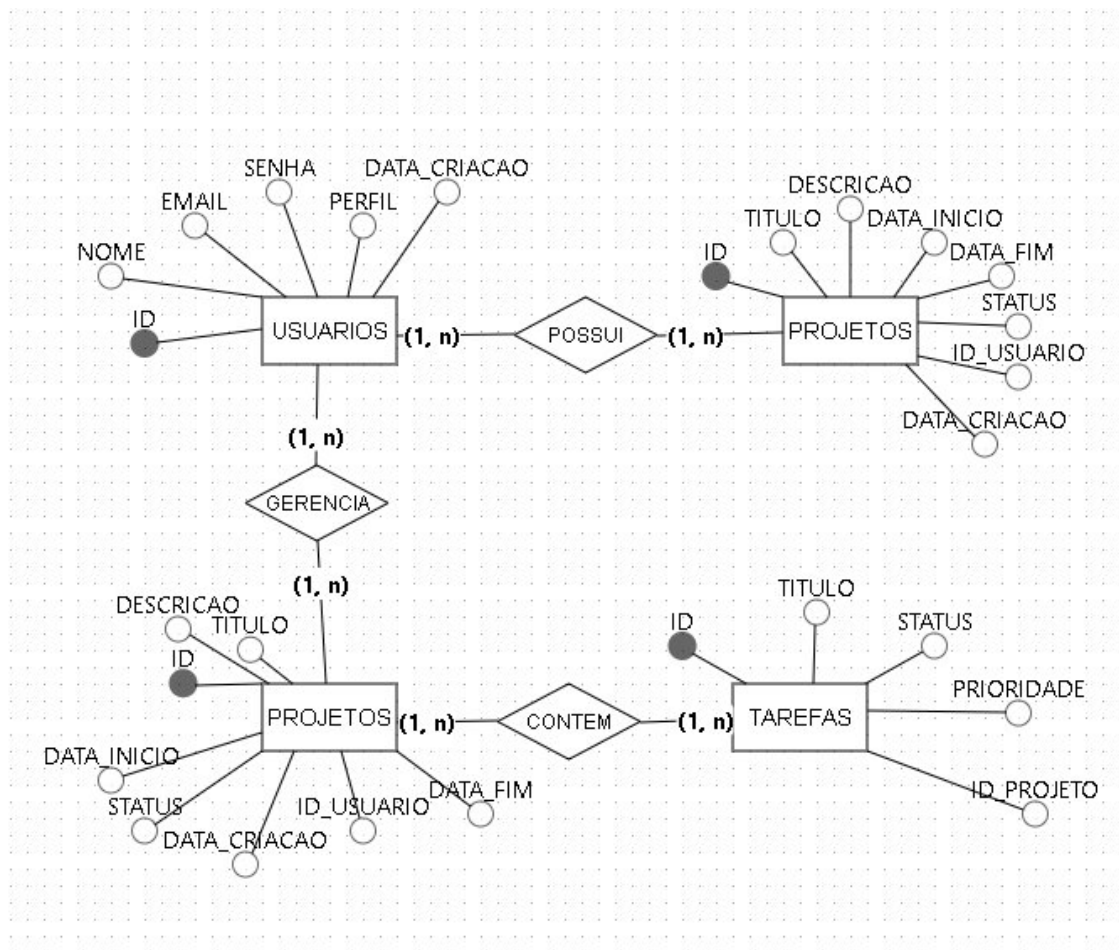 SENHA
DATA_CRIACAO
EMAIL
PERFIL
NOME
ID
USUARIOS
(1, n)
POSSUI
(1, n)
DESCRICAO
TITULO
DATA_INICIO
ID
DATA_FIM
STATUS
PROJETOS
ID_USUARIO
DATA_CRIACAO
(1, n)
GERENCIA
(1, n)
DESCRICAO
TITULO
ID
PROJETOS
(1, n)
CONTEM
(1, n)
DATA_INICIO
STATUS
DATA_CRIACAO
ID_USUARIO
DATA_FIM
TITULO
ID
STATUS
PRIORIDADE
TAREFAS
ID_PROJETO